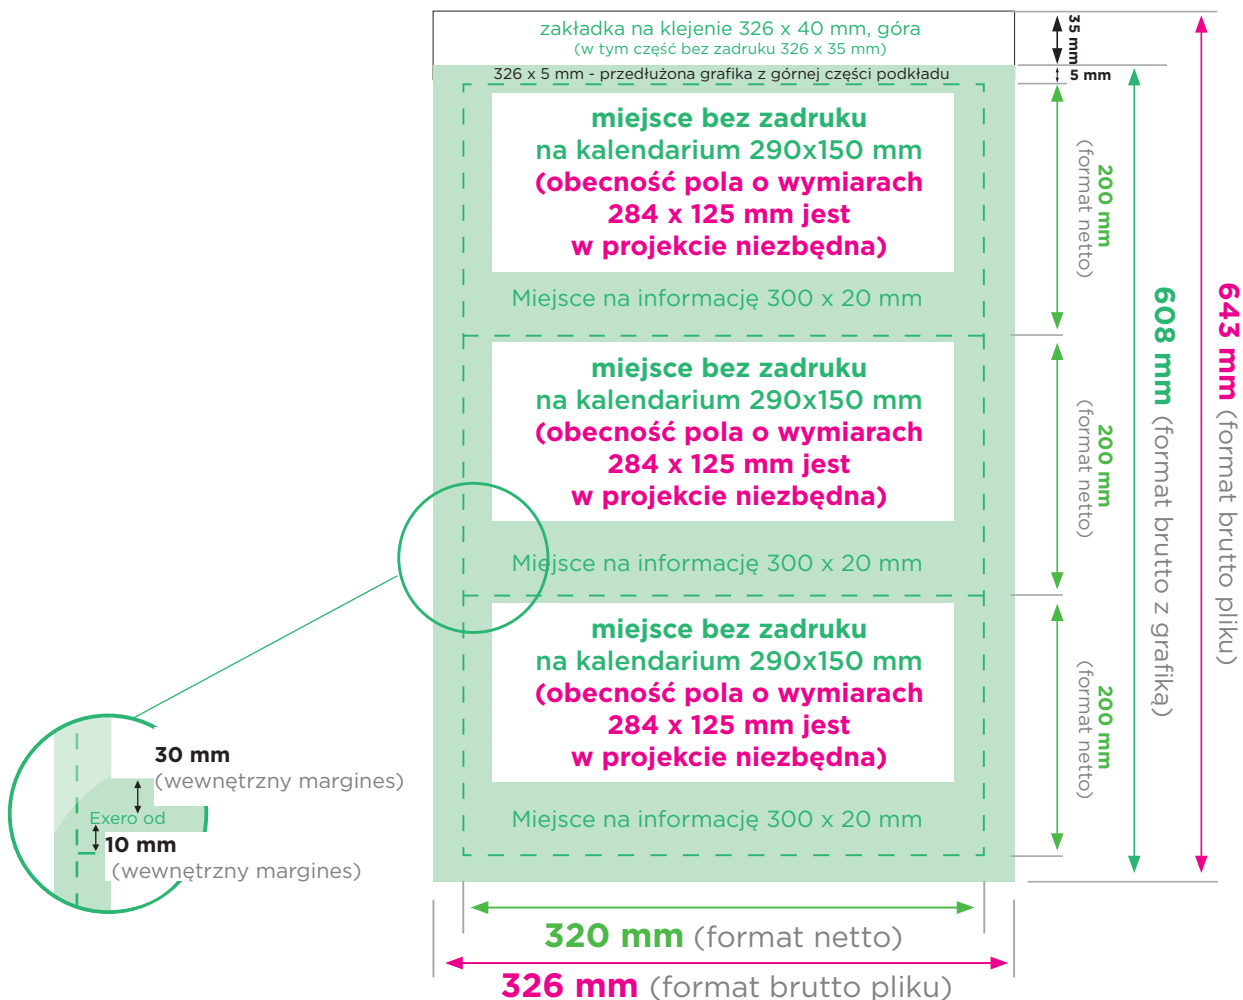 zakładka na klejenie 326 x 40 mm, góra
(w tym część bez zadruku 326 x 35 mm)
35 mm
326 x 5 mm - przedłużona grafika z górnej części podkładu
5 mm
miejsce bez zadruku
na kalendarium 290x150 mm
(obecność pola o wymiarach
284 x 125 mm jest
w projekcie niezbędna)
Miejsce na informację 300 x 20 mm
200 mm
(format netto)
miejsce bez zadruku
na kalendarium 290x150 mm
(obecność pola o wymiarach
284 x 125 mm jest
w projekcie niezbędna)
Miejsce na informację 300 x 20 mm
200 mm
(format netto)
miejsce bez zadruku
na kalendarium 290x150 mm
(obecność pola o wymiarach
284 x 125 mm jest
w projekcie niezbędna)
Miejsce na informację 300 x 20 mm
200 mm
(format netto)
608 mm (format brutto z grafiką)
643 mm (format brutto pliku)
30 mm
(wewnętrzny margines)
Exero od
10 mm
(wewnętrzny margines)
320 mm (format netto)
326 mm (format brutto pliku)